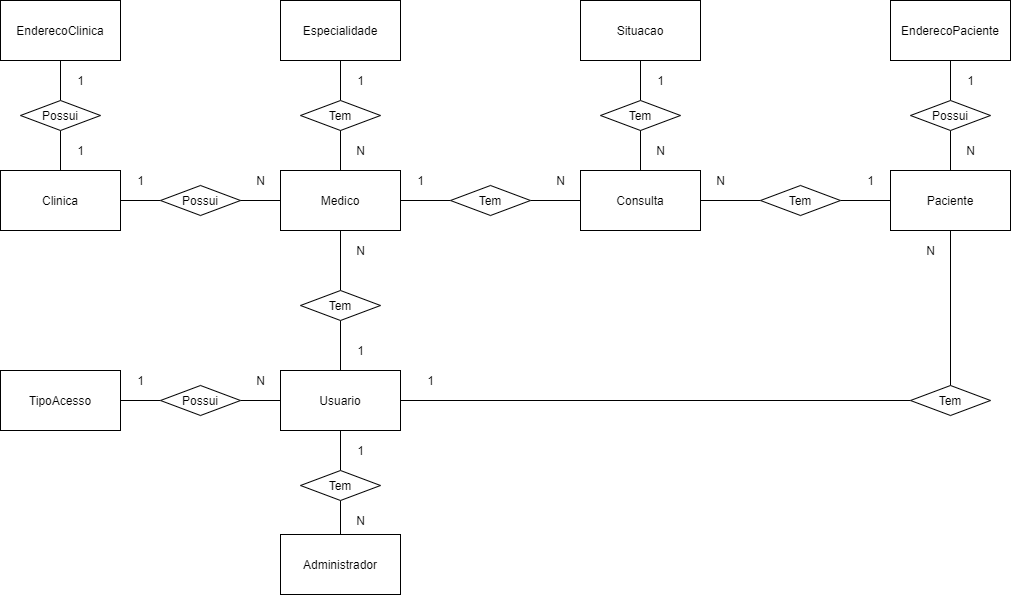 EnderecoClinica
Especialidade
Situacao
EnderecoPaciente
1
1
1
1
Possui
Tem
Tem
Possui
1
N
N
N
Clinica
1
Possui
N
Medico
1
Tem
N
Consulta
N
Tem
1
Paciente
N
N
Tem
1
TipoAcesso
1
Possui
N
Usuario
1
Tem
1
Tem
N
Administrador